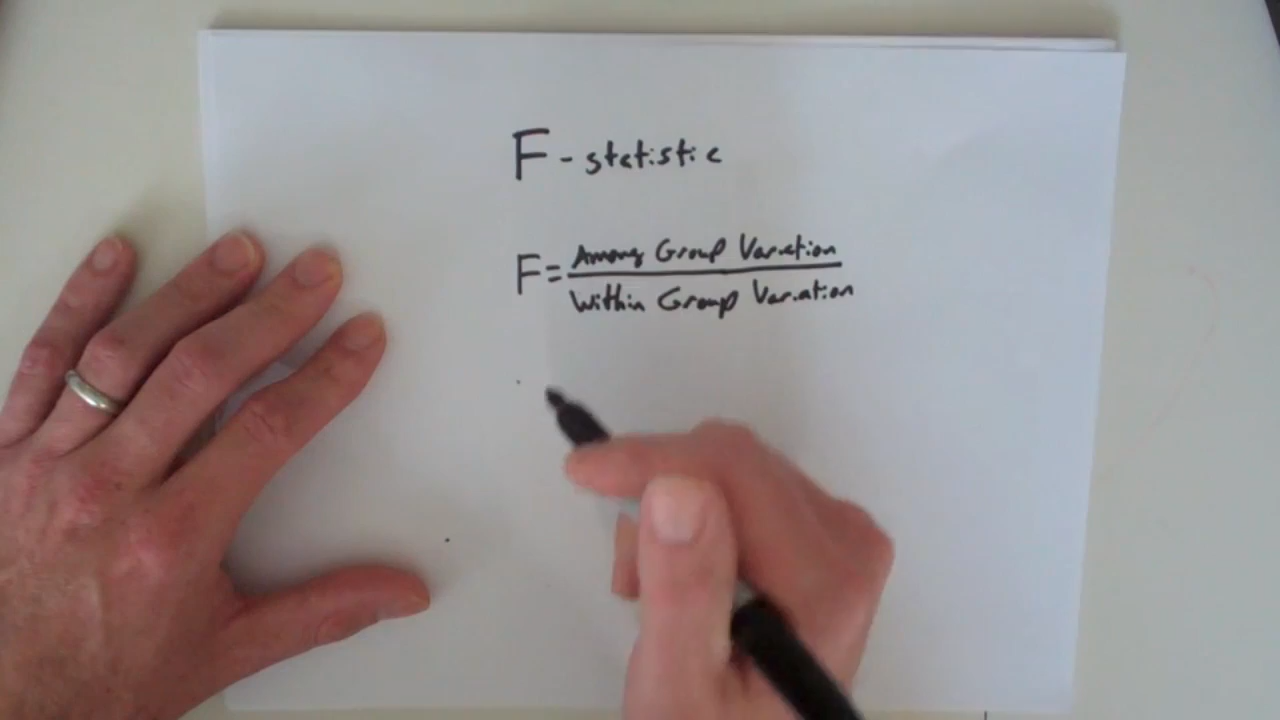 F - statistic
F = Among Group Variation
Within Group Variation